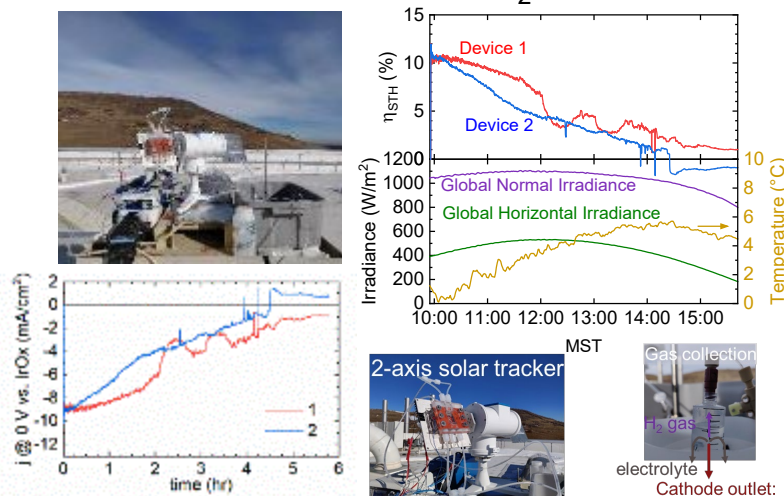 2
Device 1
Device 2
ηSTH (%)
10
5
1200
1000
800
600
400
200
0
Irradiance (W/m²)
Global Normal Irradiance
Global Horizontal Irradiance
10
8
6
4
2
0
Temperature (°C)
10:00 11:00 12:00 13:00 14:00 15:00
MST
j @ 0 V vs. IrOx (mA/cm²)
2
0
-2
-4
-6
-8
-10
-12
1
2
0 1 2 3 4 5 6
time (hr)
2-axis solar tracker
Gas collection
H₂ gas
electrolyte
Cathode outlet: